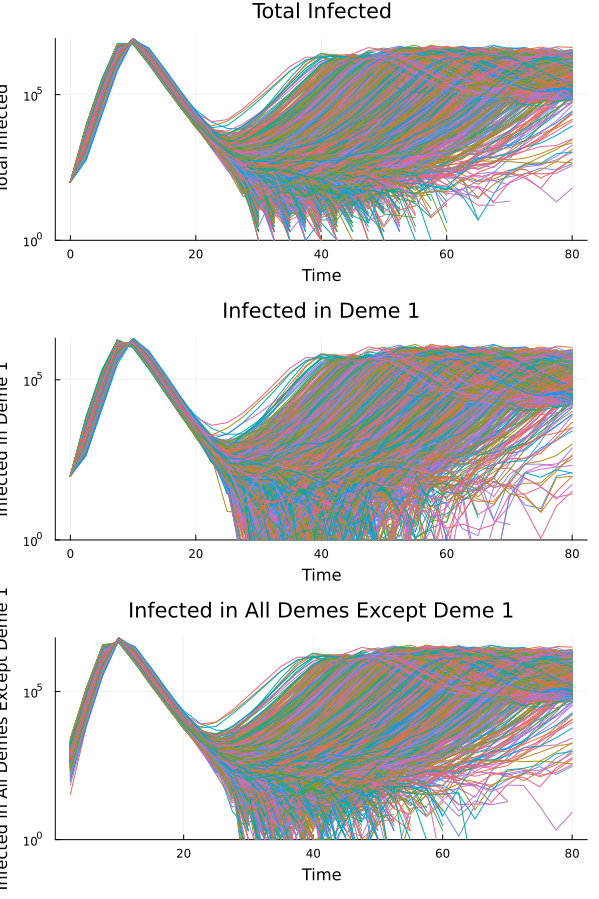 Total Infected
Total Infected
10^5
10^0
0 20 40 60 80
Time
Infected in Deme 1
Infected in Deme 1
10^5
10^0
0 20 40 60 80
Time
Infected in All Demes Except Deme 1
Infected in All Demes Except Deme 1
10^5
10^0
20 40 60 80
Time